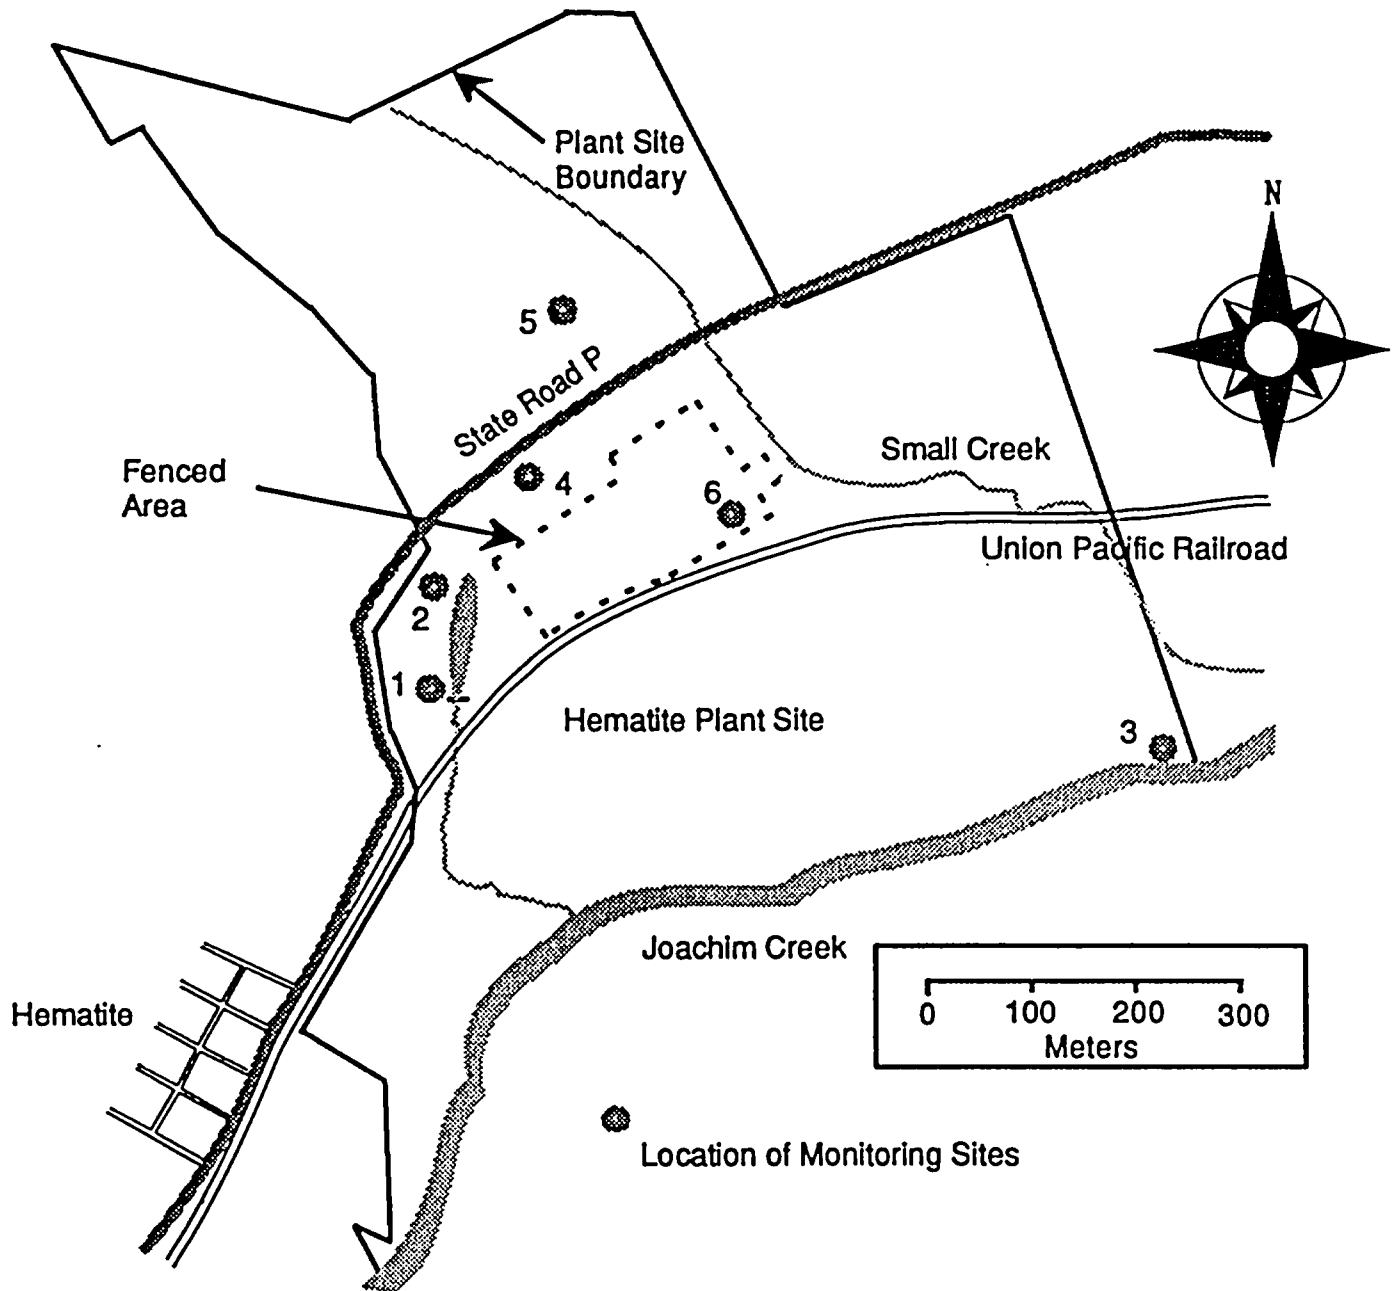 Plant Site
Boundary
N
5
State Road P
Small Creek
Fenced
Area
4
6
Union Pacific Railroad
2
1
Hematite Plant Site
3
Joachim Creek
0 100 200 300
Meters
Hematite
Location of Monitoring Sites